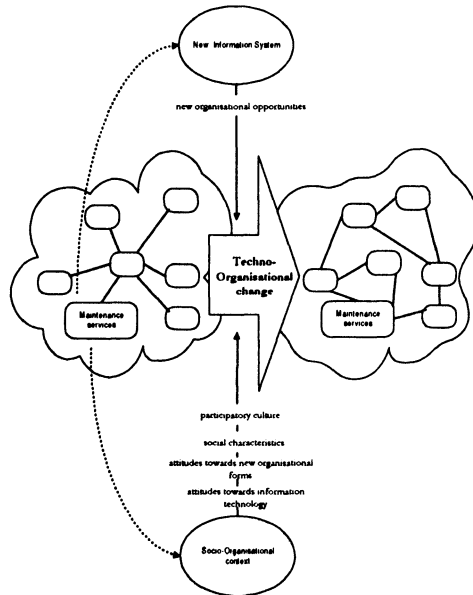 New Information System
new organisational opportunities
Techno-
Organisational
change
Maintenance
services
Maintenance
services
participatory culture
social characteristics
attitudes towards new organisational
forms
attitudes towards information
technology
Socio-Organisational
context